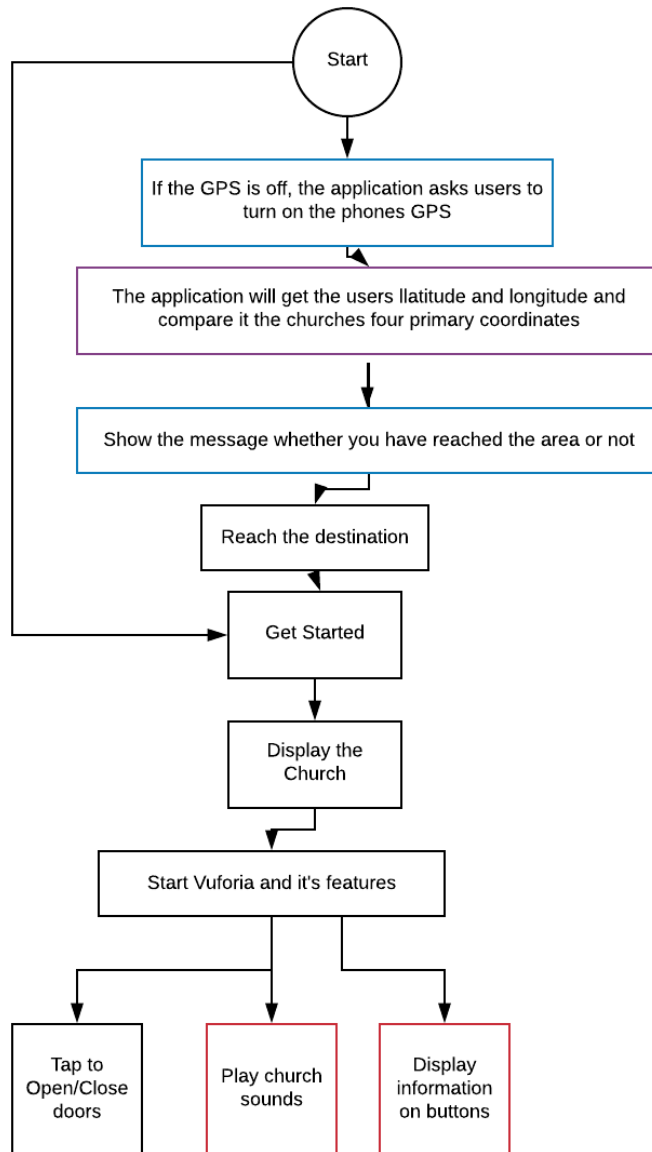 Start
If the GPS is off, the application asks users to
turn on the phones GPS
The application will get the users llatitude and longitude and
compare it the churches four primary coordinates
Show the message whether you have reached the area or not
Reach the destination
Get Started
Display the
Church
Start Vuforia and it's features
Tap to
Open/Close
doors
Play church
sounds
Display
information
on buttons